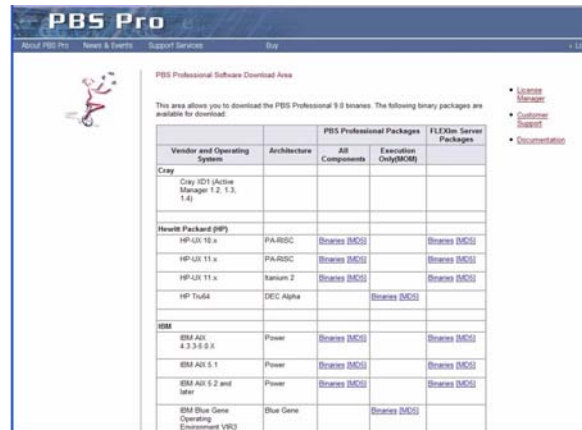 PBS Pro
About PBS Pro News & Events Support Services Buy
PBS Professional Software Download Area
This area allows you to download the PBS Professional 9.0 binaries. The following binary packages are
available for download:
License
Manager
Customer
Support
Documentation
PBS Professional Packages FLEXlm Server
Packages
Vendor and Operating
System Architecture All
Components Execution
Only(MOM)
Cray
Cray XD1 (Active
Manager 1.2, 1.3,
1.4)
Hewitt Packard (HP)
HP-UX 10.x PA-RISC Binaries [MD5] Binaries [MD5]
HP-UX 11.x PA-RISC Binaries [MD5] Binaries [MD5]
HP-UX 11.x Itanium 2 Binaries [MD5] Binaries [MD5]
HP Tru64 DEC Alpha Binaries [MD5]
IBM
IBM AIX
4.3.3-5.0.X Power Binaries [MD5] Binaries [MD5]
IBM AIX 5.1 Power Binaries [MD5] Binaries [MD5]
IBM AIX 5.2 and
later Power Binaries [MD5] Binaries [MD5]
IBM Blue Gene
Operating
Environment VIR3 Blue Gene Binaries [MD5]